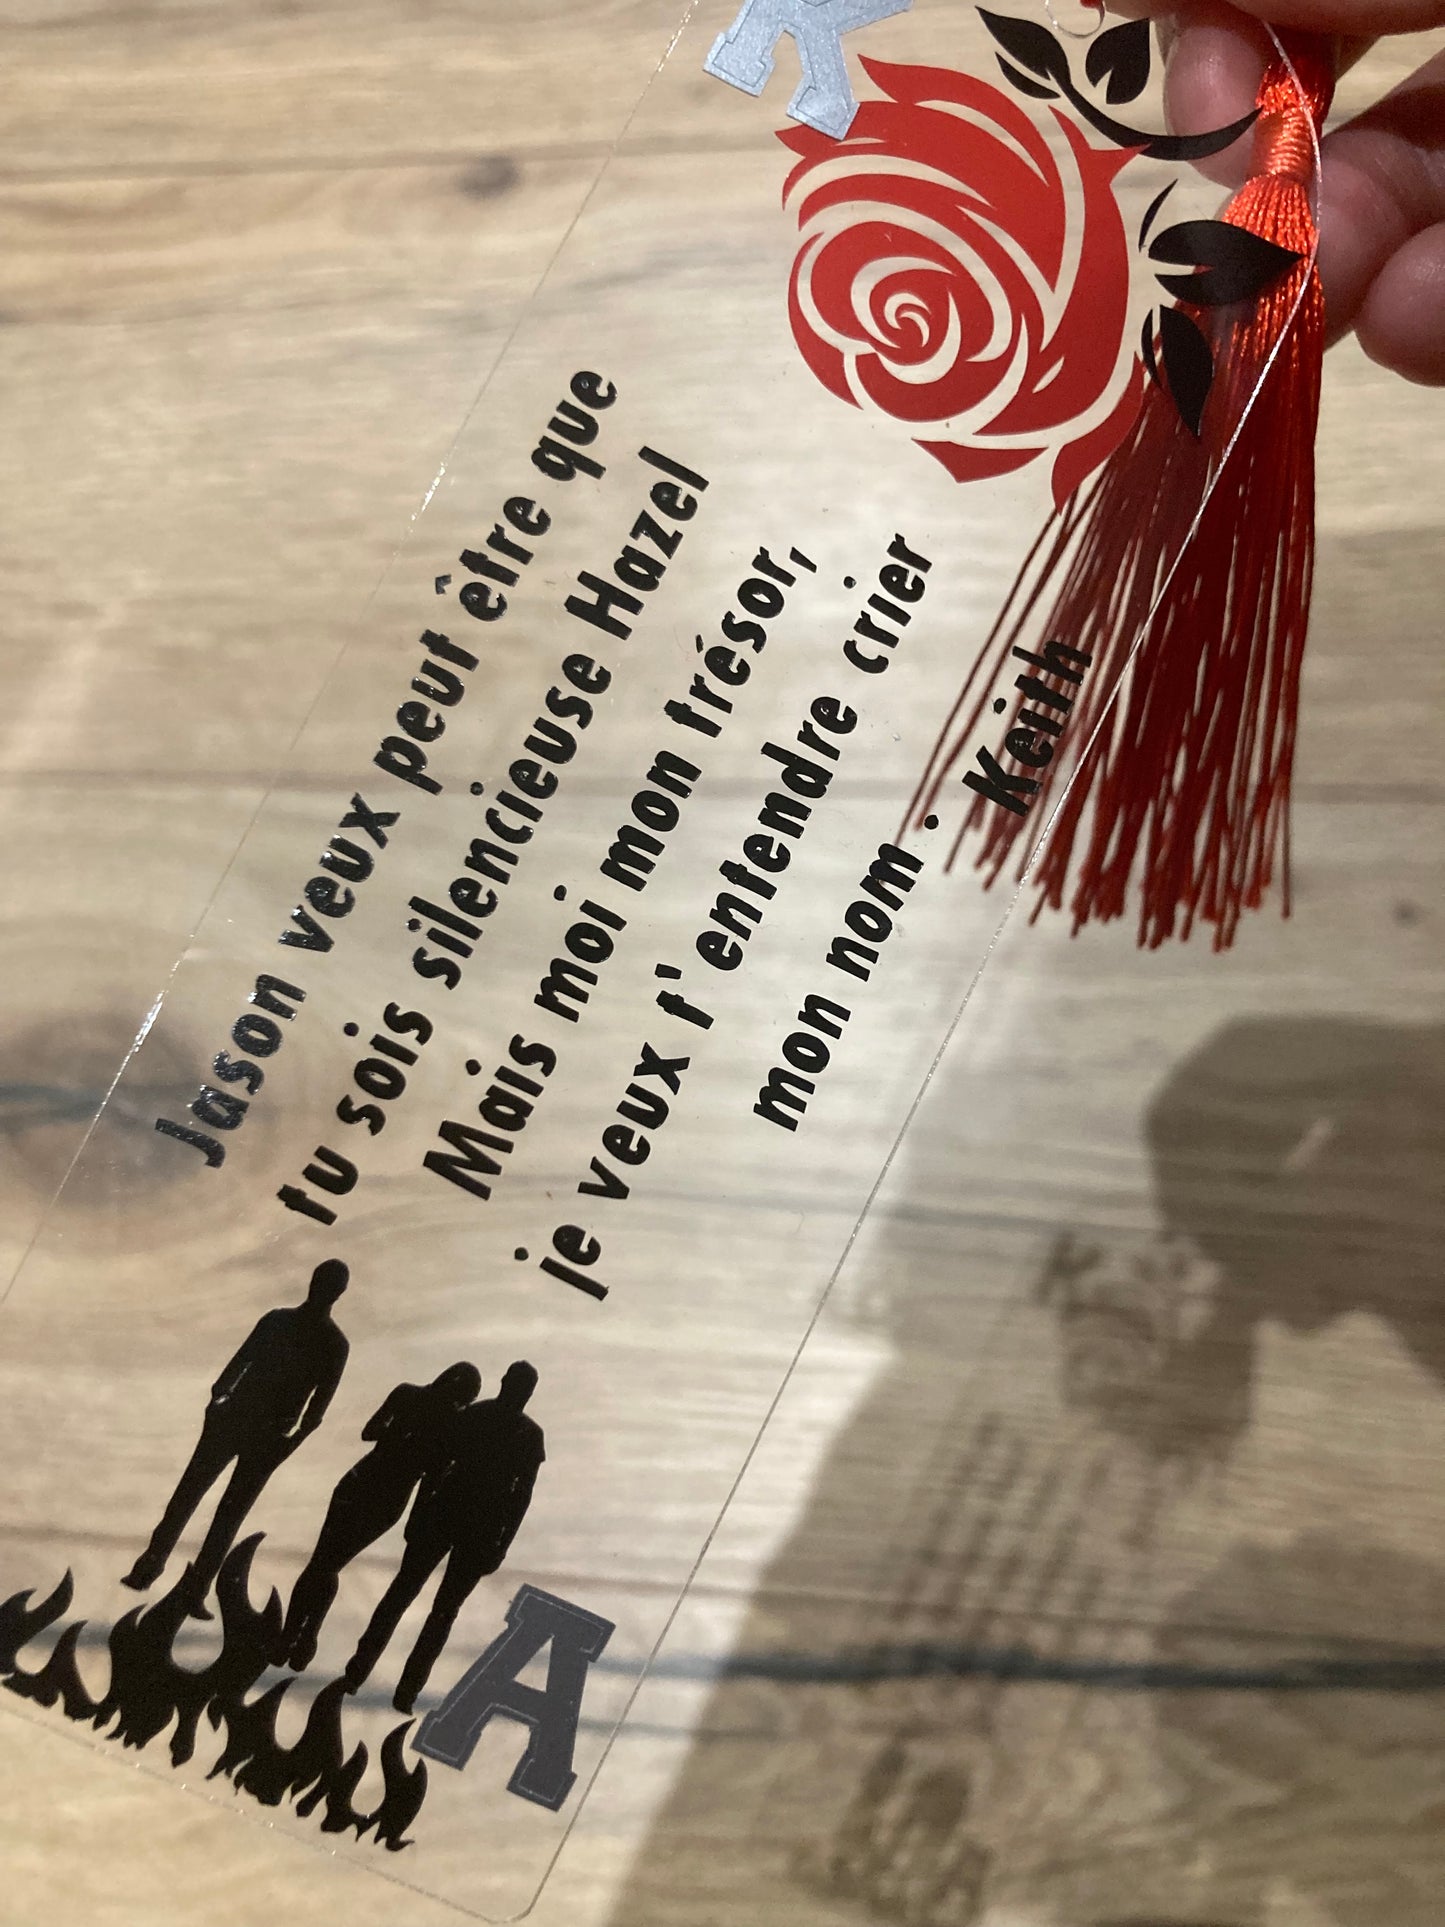 K
Jason veux peut être que
tu sois silencieuse Hazel
Mais moi mon trésor,
je veux t'entendre crier
mon nom .
Keith
A